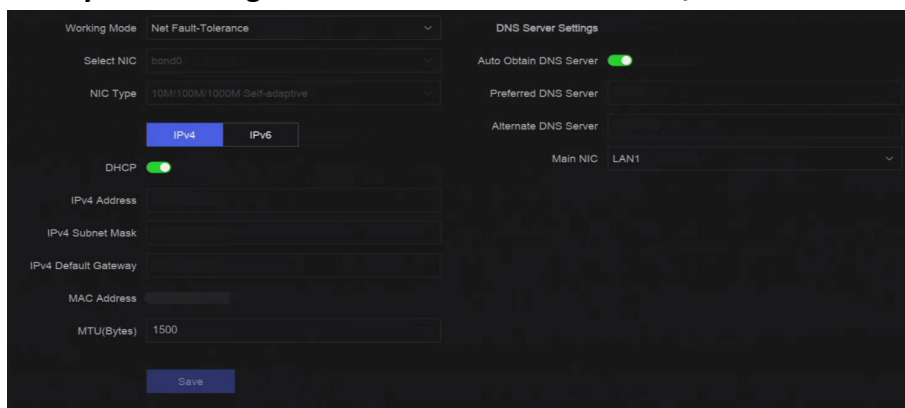 Working Mode Net Fault-Tolerance
Select NIC bond0
NIC Type 10M/100M/1000M Self-adaptive
IPv4 IPv6
DHCP
IPv4 Address
IPv4 Subnet Mask
IPv4 Default Gateway
MAC Address
MTU(Bytes) 1500
Save
DNS Server Settings
Auto Obtain DNS Server
Preferred DNS Server
Alternate DNS Server
Main NIC LAN1